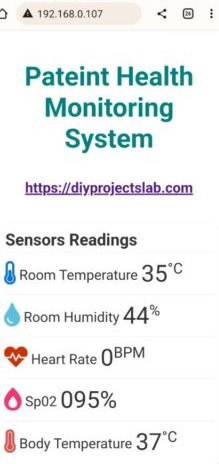 192.168.0.107
26
Pateint Health
Monitoring
System
https://diyprojectslab.com
Sensors Readings
Room Temperature 35°C
Room Humidity 44%
Heart Rate 0BPM
Sp02 095%
Body Temperature 37°C